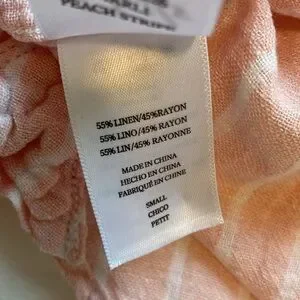 PEACH STRIPE
55% LINEN/45%RAYON
55% LINO/45% RAYON
55% LIN/45% RAYONNE
MADE IN CHINA
HECHO EN CHINA
FABRIQUÉ EN CHINE
SMALL
CHICO
PETIT